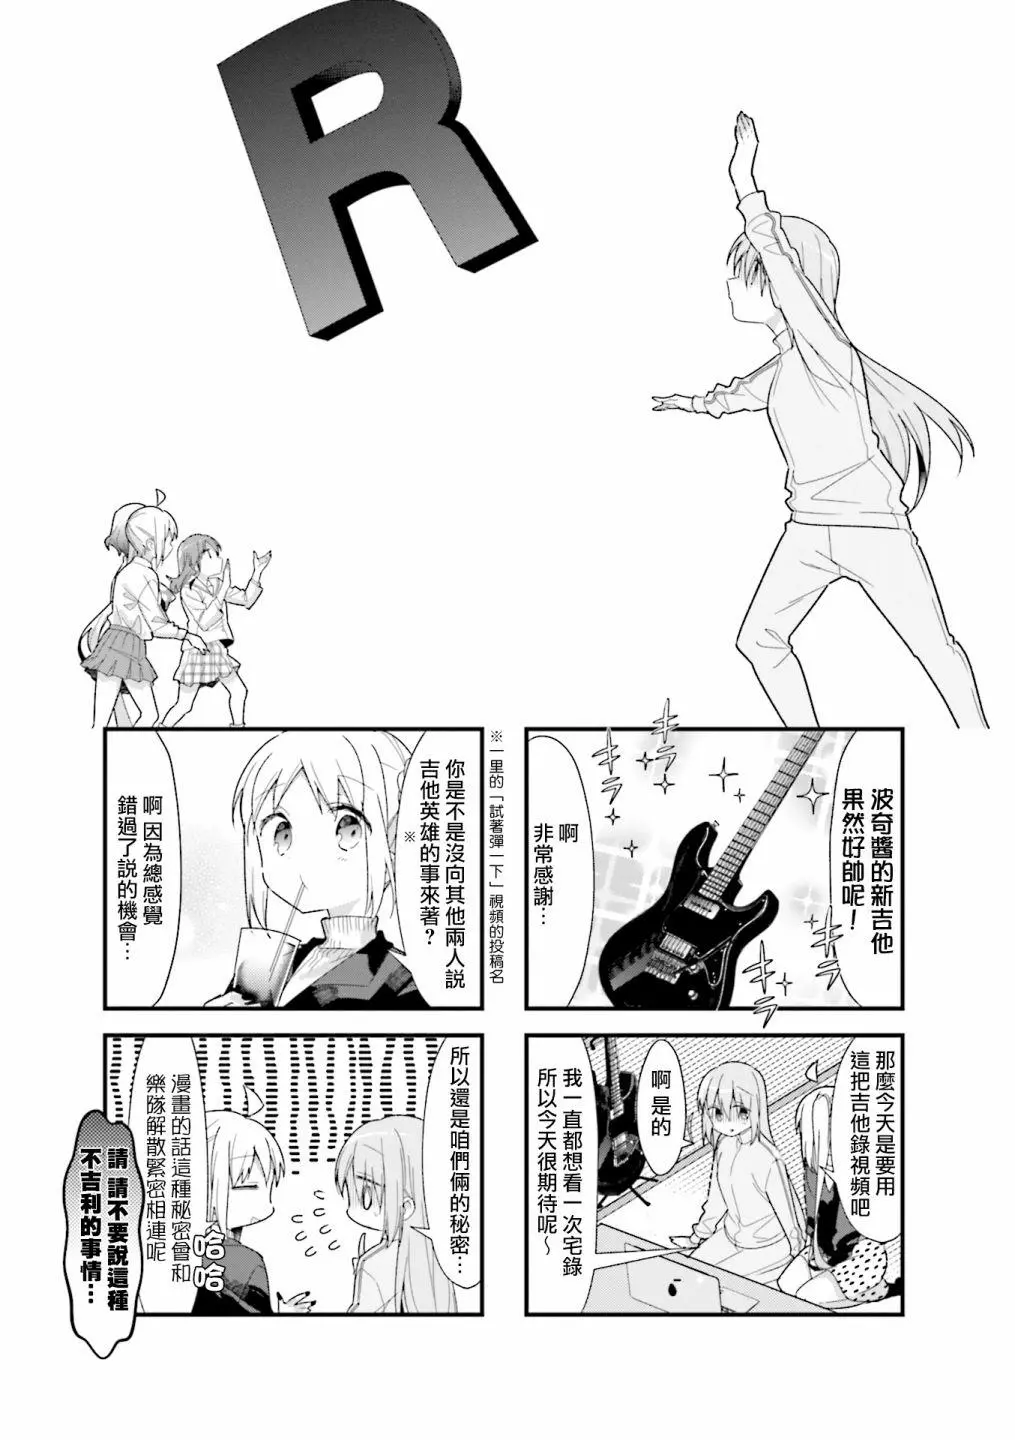 R
波奇醬的新吉他
果然好帥呢！
啊
非常感謝…
キラ
キラ
キラ
那麼今天是要用
這把吉他錄視頻吧
啊 是的
我一直都想看一次宅錄
所以今天很期待呢～
※一里的「試著彈一下」視頻的投稿名
你是不是沒向其他兩人說
吉他英雄的事來著？
※
啊 因為總感覺
錯過了說的機會…
所以還是咱們倆的秘密…
漫畫的話這種秘密會和
樂隊解散緊密相連呢
哈哈
請 請不要說這種
不吉利的事情…